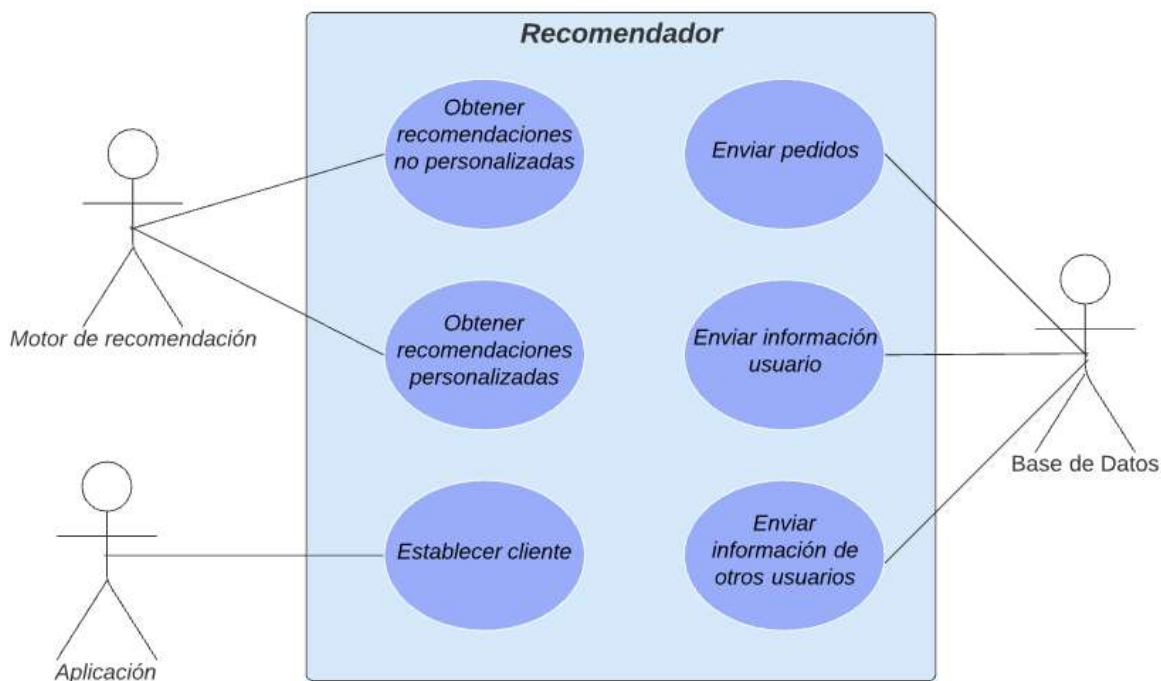 Recomendador
Obtener
recomendaciones
no personalizadas
Enviar pedidos
Motor de recomendación
Obtener
recomendaciones
personalizadas
Enviar información
usuario
Base de Datos
Establecer cliente
Enviar
información de
otros usuarios
Aplicación